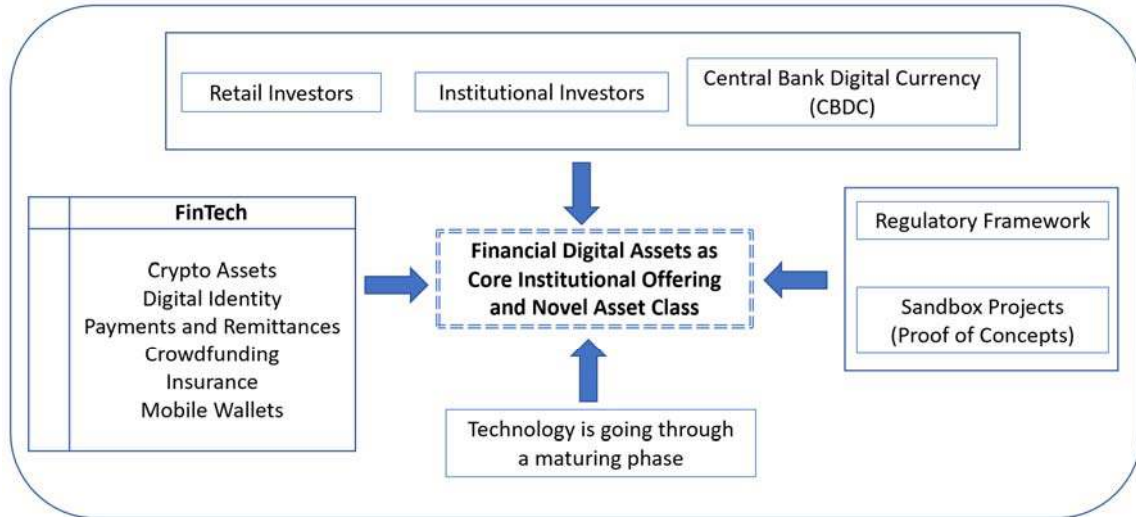 Retail Investors
Institutional Investors
Central Bank Digital Currency
(CBDC)
FinTech
Crypto Assets
Digital Identity
Payments and Remittances
Crowdfunding
Insurance
Mobile Wallets
Financial Digital Assets as
Core Institutional Offering
and Novel Asset Class
Regulatory Framework
Sandbox Projects
(Proof of Concepts)
Technology is going through
a maturing phase